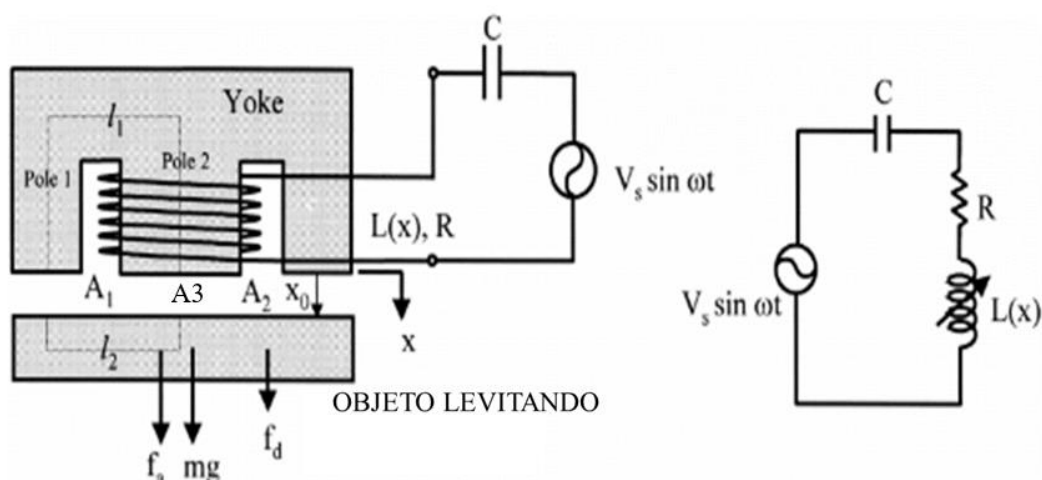 C
Yoke
l₁
Pole 1
Pole 2
Vₛ sin ωt
L(x), R
A₁
A3
A₂
x₀
x
l₂
OBJETO LEVITANDO
fₐ
mg
f_d
C
R
Vₛ sin ωt
L(x)